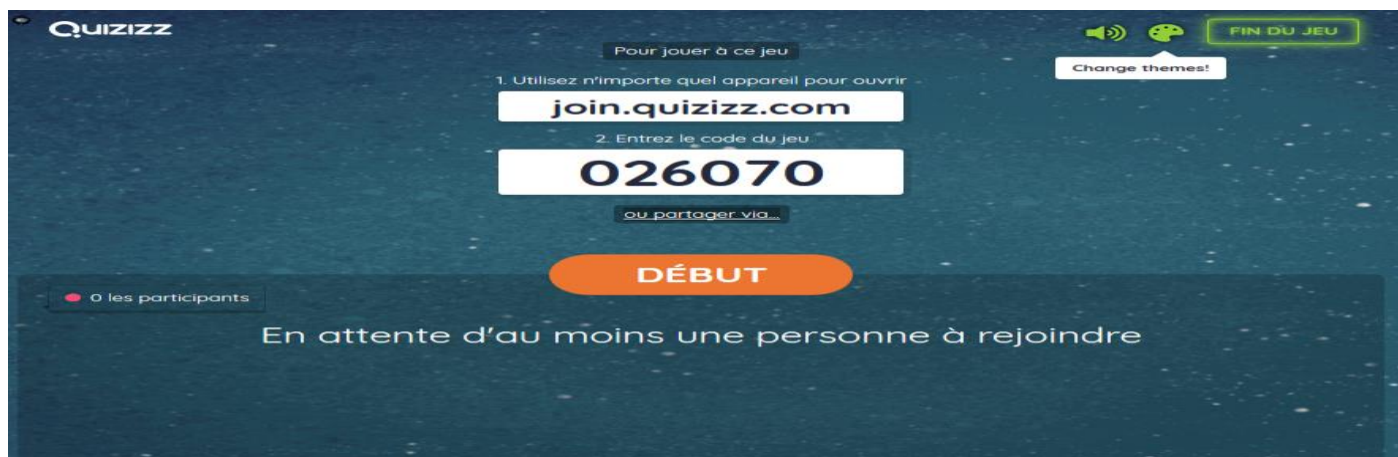 Quizizz
FIN DU JEU
Change themes!
Pour jouer à ce jeu
1. Utilisez n'importe quel appareil pour ouvrir
join.quizizz.com
2. Entrez le code du jeu
026070
ou partager via...
DÉBUT
0 les participants
En attente d'au moins une personne à rejoindre